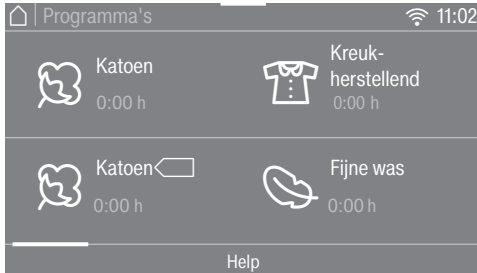 Programma's 11:02
Katoen
0:00 h
Kreuk-
herstellend
0:00 h
Katoen
0:00 h
Fijne was
0:00 h
Help